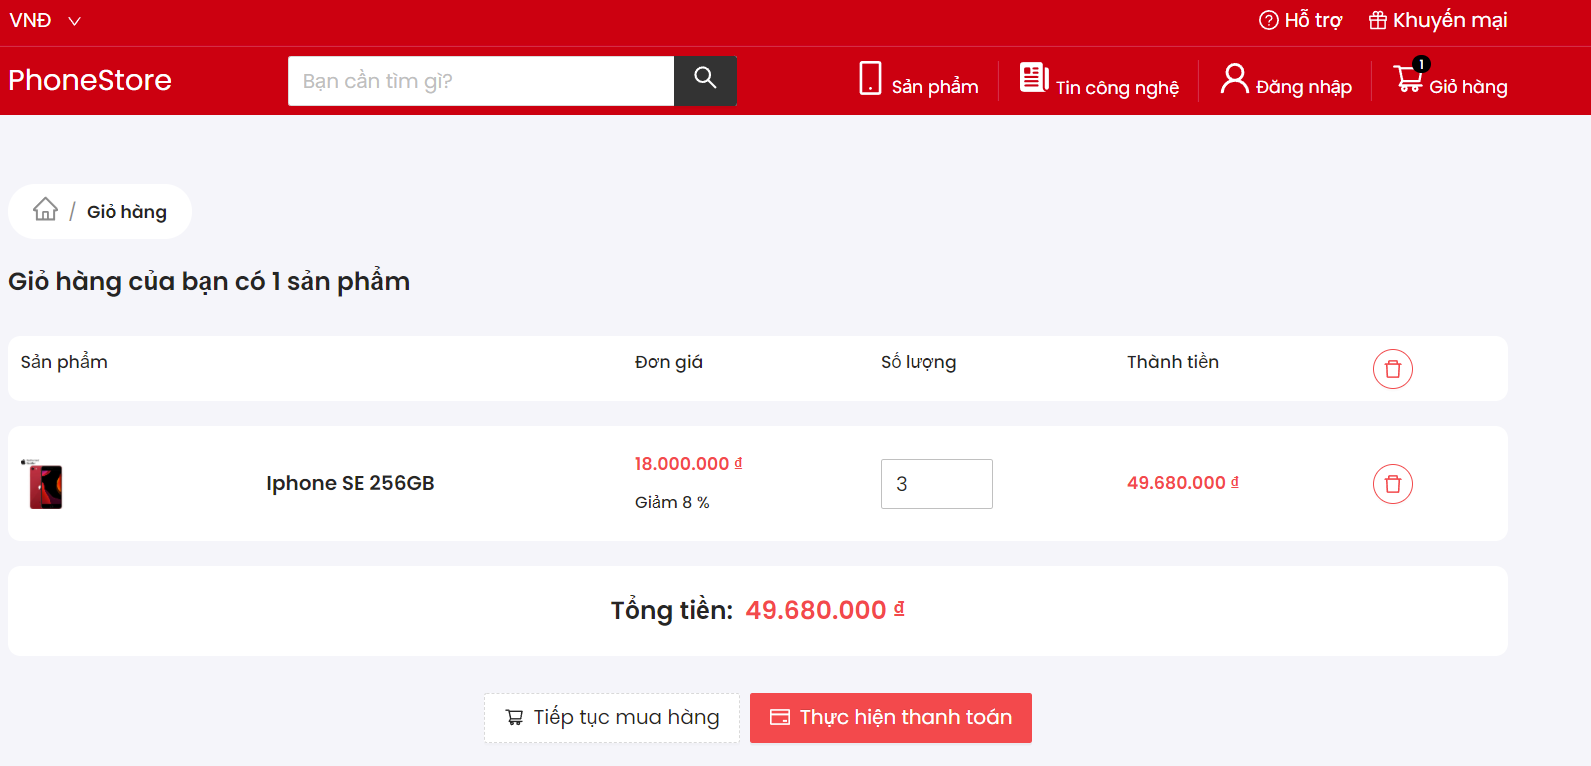 VNĐ
Hỗ trợ
Khuyến mại
PhoneStore
Bạn cần tìm gì?
Sản phẩm
Tin công nghệ
Đăng nhập
1
Giỏ hàng
/ Giỏ hàng
Giỏ hàng của bạn có 1 sản phẩm
Sản phẩm
Đơn giá
Số lượng
Thành tiền
Iphone SE 256GB
18.000.000 ₫
Giảm 8 %
3
49.680.000 ₫
Tổng tiền: 49.680.000 ₫
Tiếp tục mua hàng
Thực hiện thanh toán